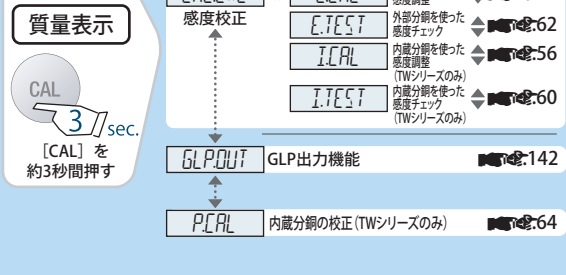 質量表示
CAL
3 sec.
［CAL］を
約3秒間押す
感度校正
感度調整
E.TEST 外部分銅を使った
感度チェック P.62
I.CAL 内蔵分銅を使った
感度調整
(TWシリーズのみ) P.56
I.TEST 内蔵分銅を使った
感度チェック
(TWシリーズのみ) P.60
GLP.OUT GLP出力機能 P.142
P.CAL 内蔵分銅の校正（TWシリーズのみ） P.64